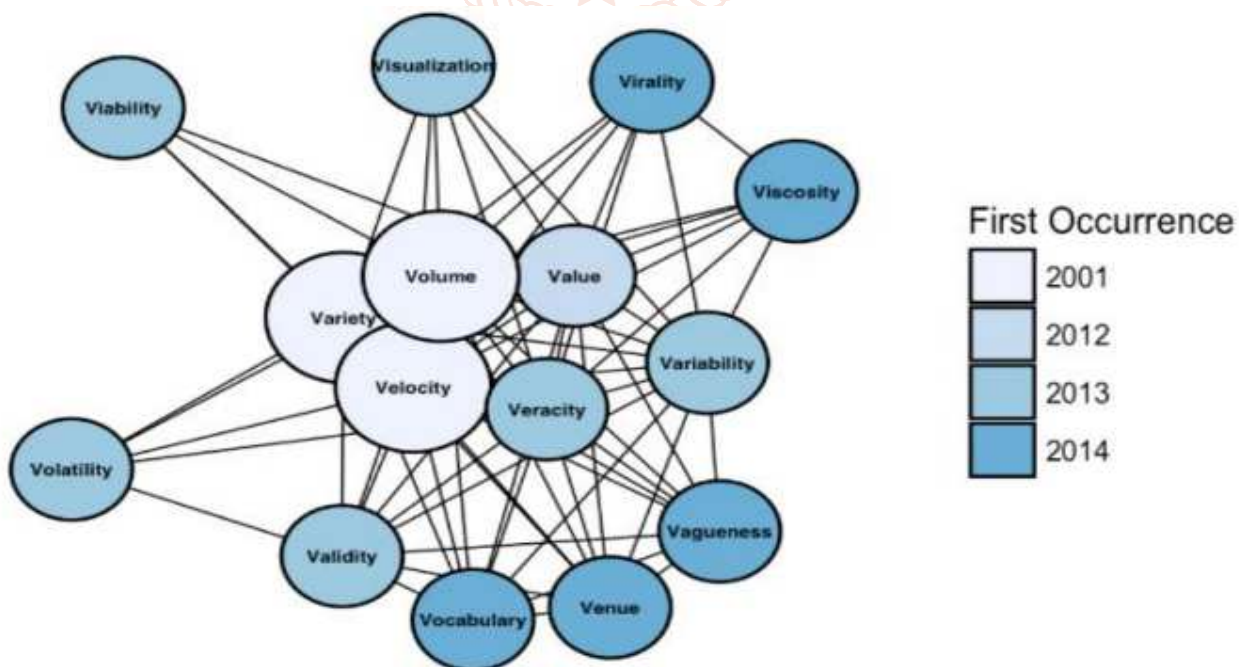 Visualization
Virality
Viability
Viscosity
First Occurrence
Volume
Value
2001
Variety
2012
Velocity
Variability
Veracity
2013
2014
Volatility
Vagueness
Validity
Venue
Vocabulary